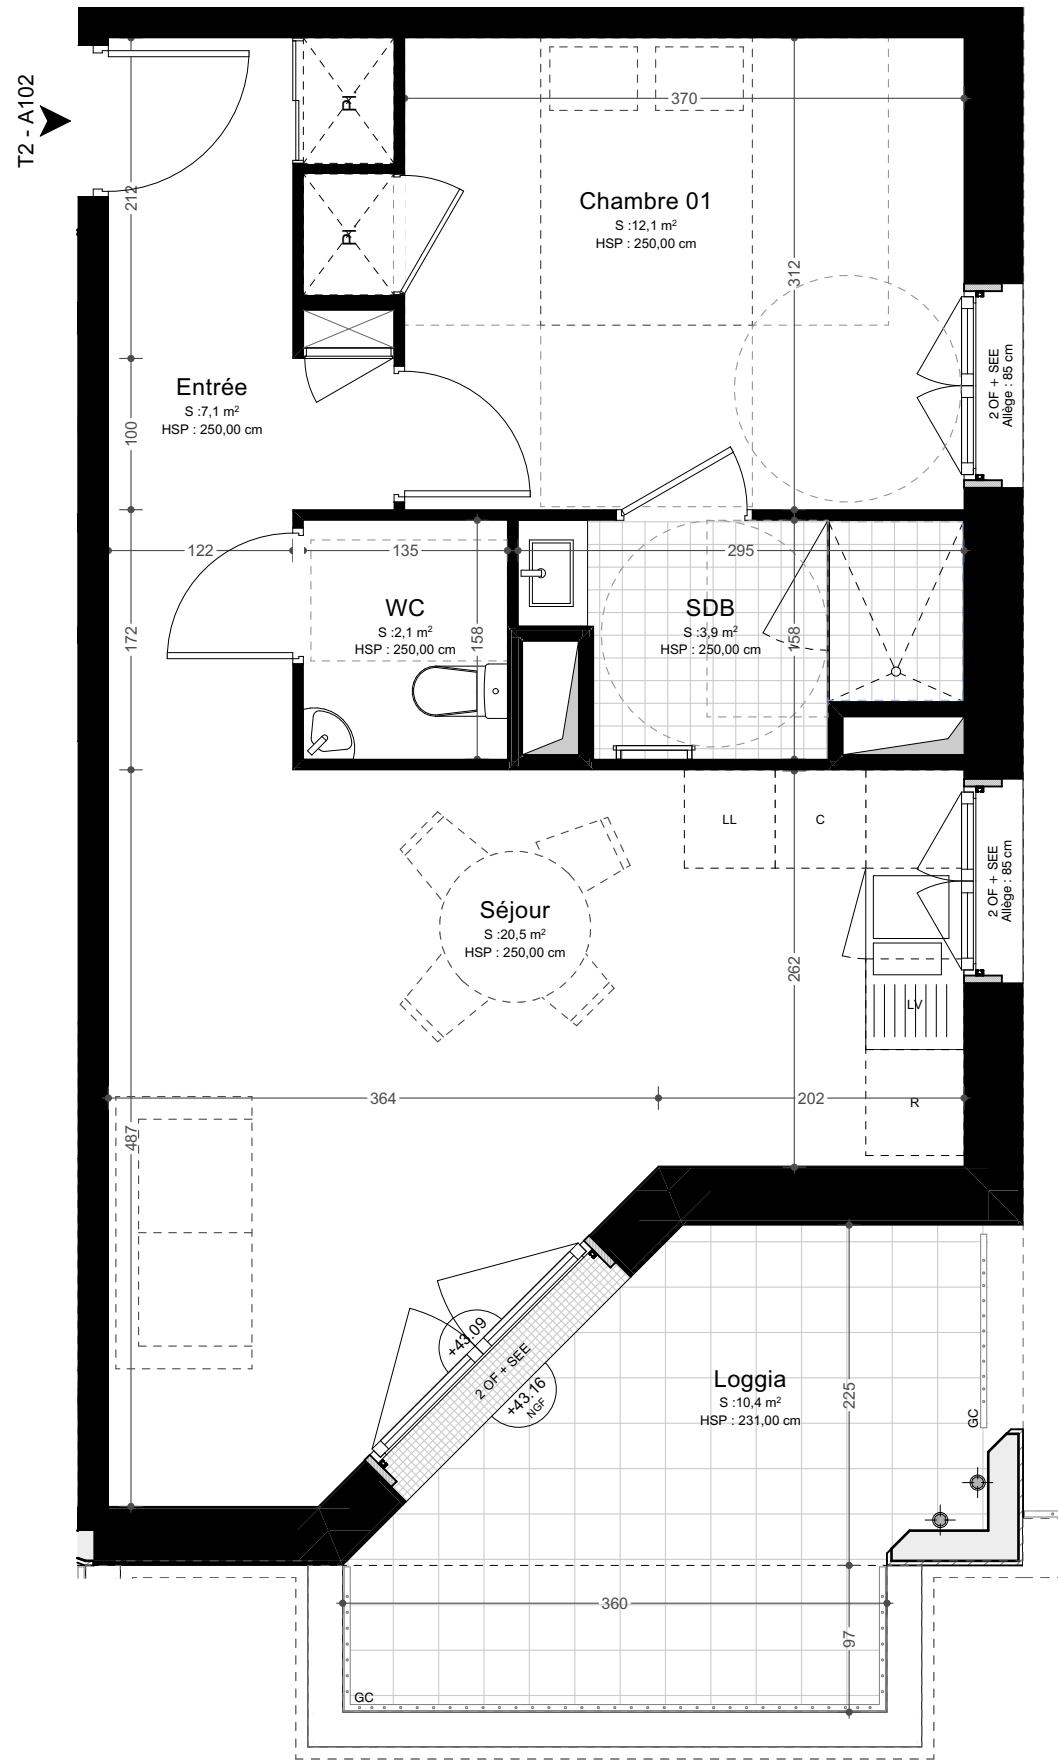 T2 - A102
Pl
370
212
Chambre 01
S :12,1 m²
HSP : 250,00 cm
Pl
312
2 OF + SEE
Allège : 85 cm
Entrée
S :7,1 m²
HSP : 250,00 cm
100
122
135
295
WC
S :2,1 m²
HSP : 250,00 cm
SDB
S :3,9 m²
HSP : 250,00 cm
172
158
158
LL
C
2 OF + SEE
Allège : 85 cm
Séjour
S :20,5 m²
HSP : 250,00 cm
262
LV
364
202
R
487
+43.09
2 OF + SEE
+43.16
NGF
Loggia
S :10,4 m²
HSP : 231,00 cm
225
GC
360
97
GC